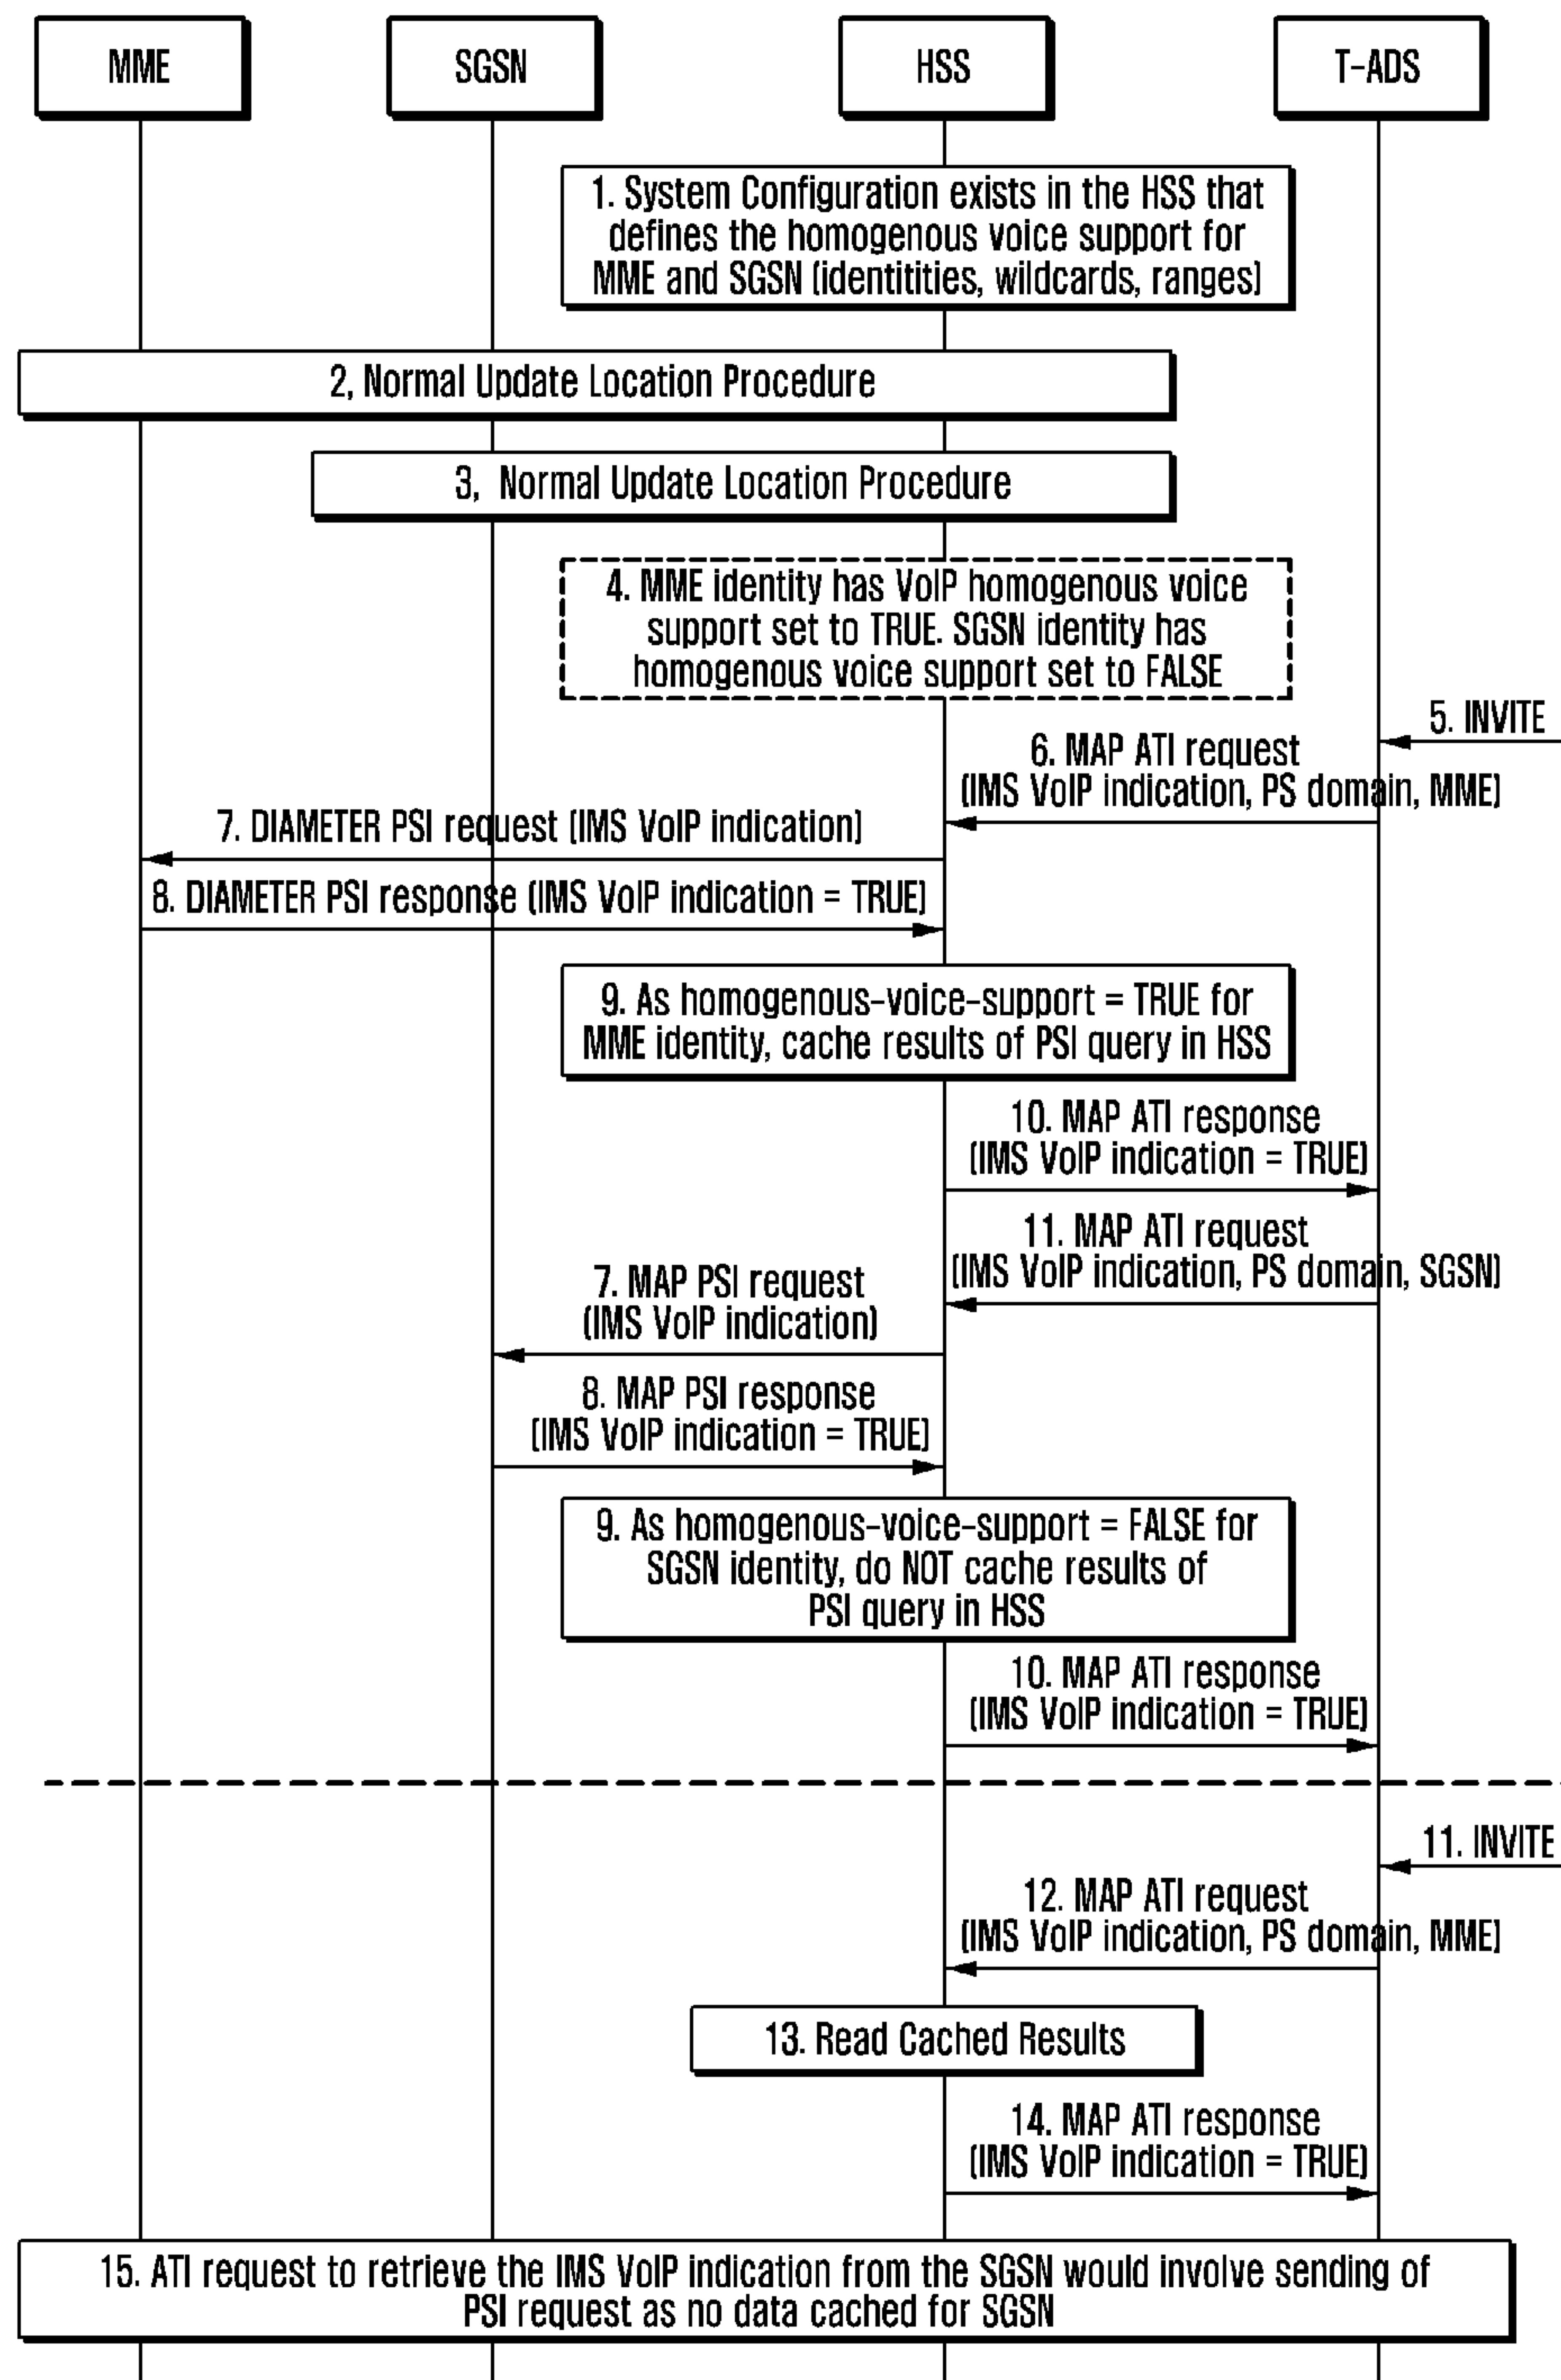 MME
SGSN
HSS
T-ADS
1. System Configuration exists in the HSS that
defines the homogenous voice support for
MME and SGSN (identitities, wildcards, ranges)
2, Normal Update Location Procedure
3, Normal Update Location Procedure
4. MME identity has VoIP homogenous voice
support set to TRUE. SGSN identity has
homogenous voice support set to FALSE
5. INVITE
6. MAP ATI request
(IMS VoIP indication, PS domain, MME)
7. DIAMETER PSI request (IMS VoIP indication)
8. DIAMETER PSI response (IMS VoIP indication = TRUE)
9. As homogenous-voice-support = TRUE for
MME identity, cache results of PSI query in HSS
10. MAP ATI response
(IMS VoIP indication = TRUE)
11. MAP ATI request
(IMS VoIP indication, PS domain, SGSN)
7. MAP PSI request
(IMS VoIP indication)
8. MAP PSI response
(IMS VoIP indication = TRUE)
9. As homogenous-voice-support = FALSE for
SGSN identity, do NOT cache results of
PSI query in HSS
10. MAP ATI response
(IMS VoIP indication = TRUE)
11. INVITE
12. MAP ATI request
(IMS VoIP indication, PS domain, MME)
13. Read Cached Results
14. MAP ATI response
(IMS VoIP indication = TRUE)
15. ATI request to retrieve the IMS VoIP indication from the SGSN would involve sending of
PSI request as no data cached for SGSN